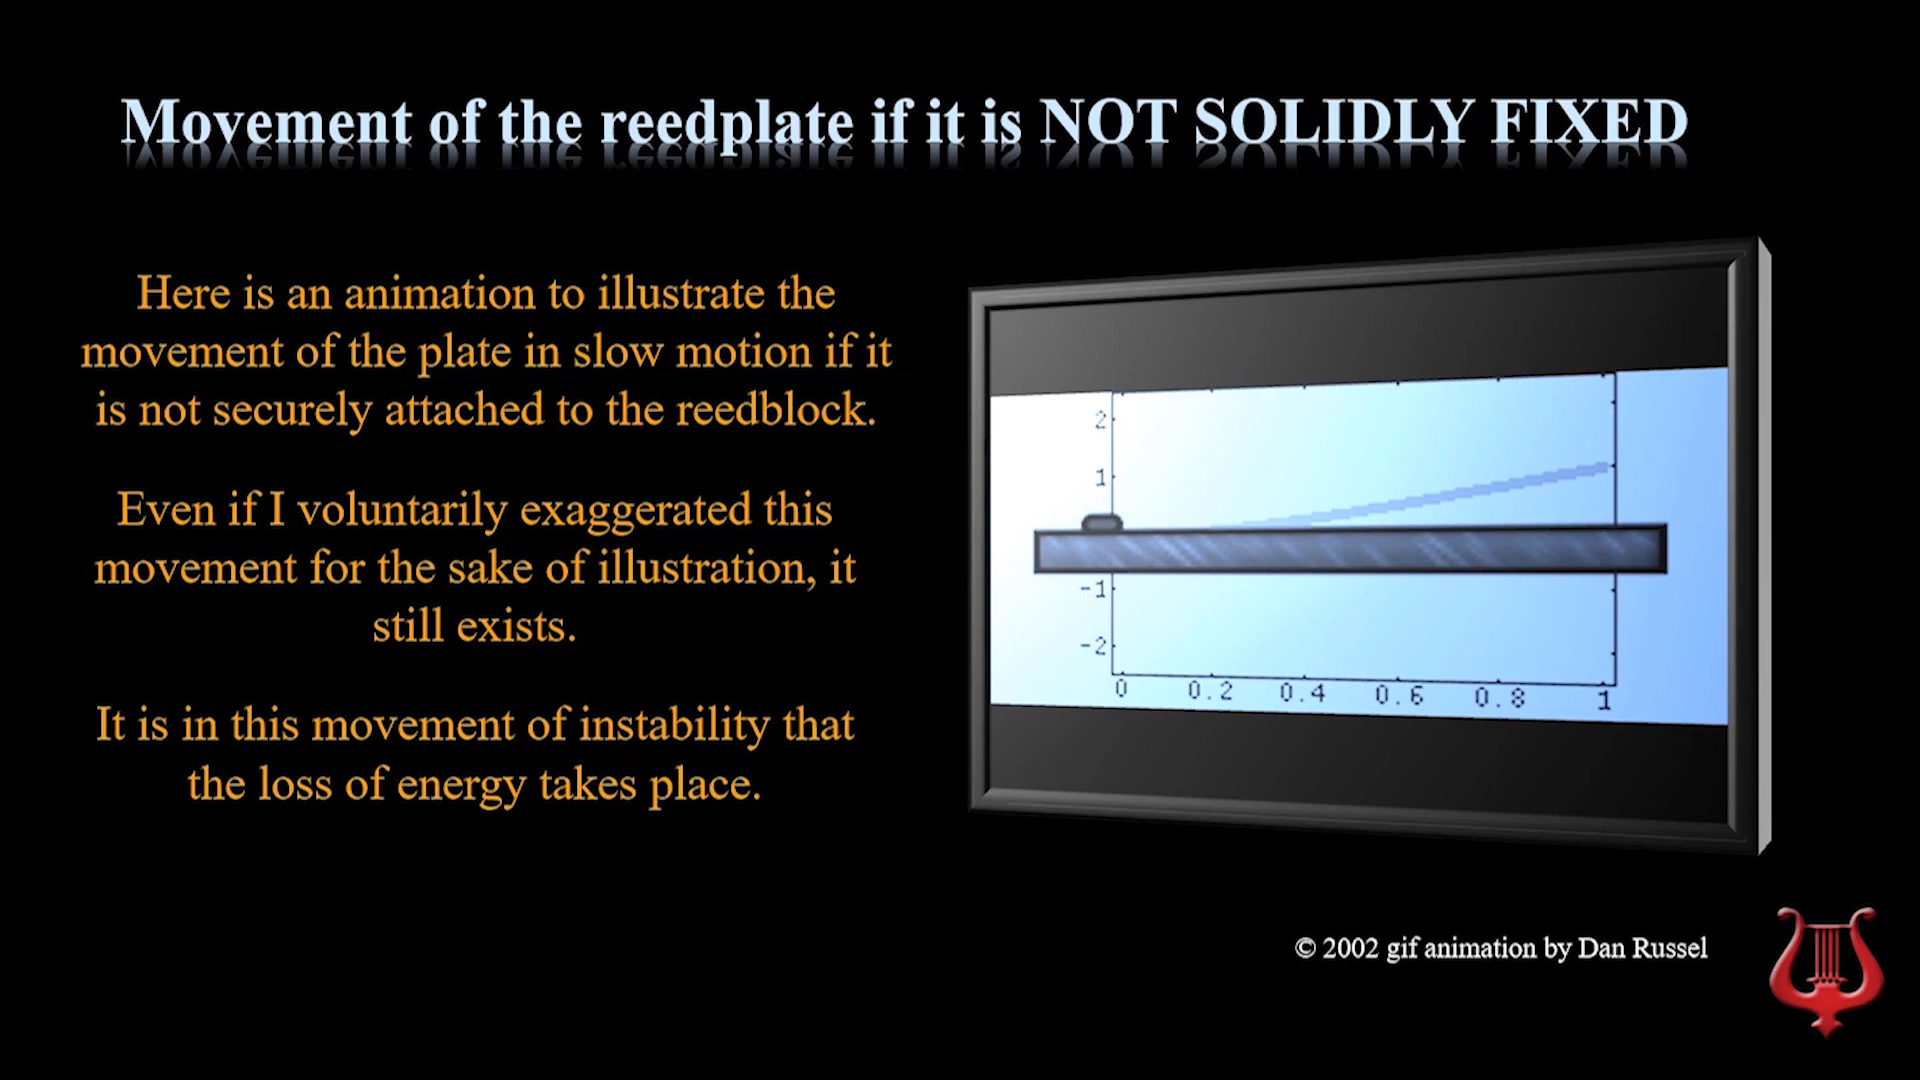 Movement of the reedplate if it is NOT SOLIDLY FIXED
Here is an animation to illustrate the
movement of the plate in slow motion if it
is not securely attached to the reedblock.
Even if I voluntarily exaggerated this
movement for the sake of illustration, it
still exists.
It is in this movement of instability that
the loss of energy takes place.
2
1
-1
-2
0 0.2 0.4 0.6 0.8 1
© 2002 gif animation by Dan Russel